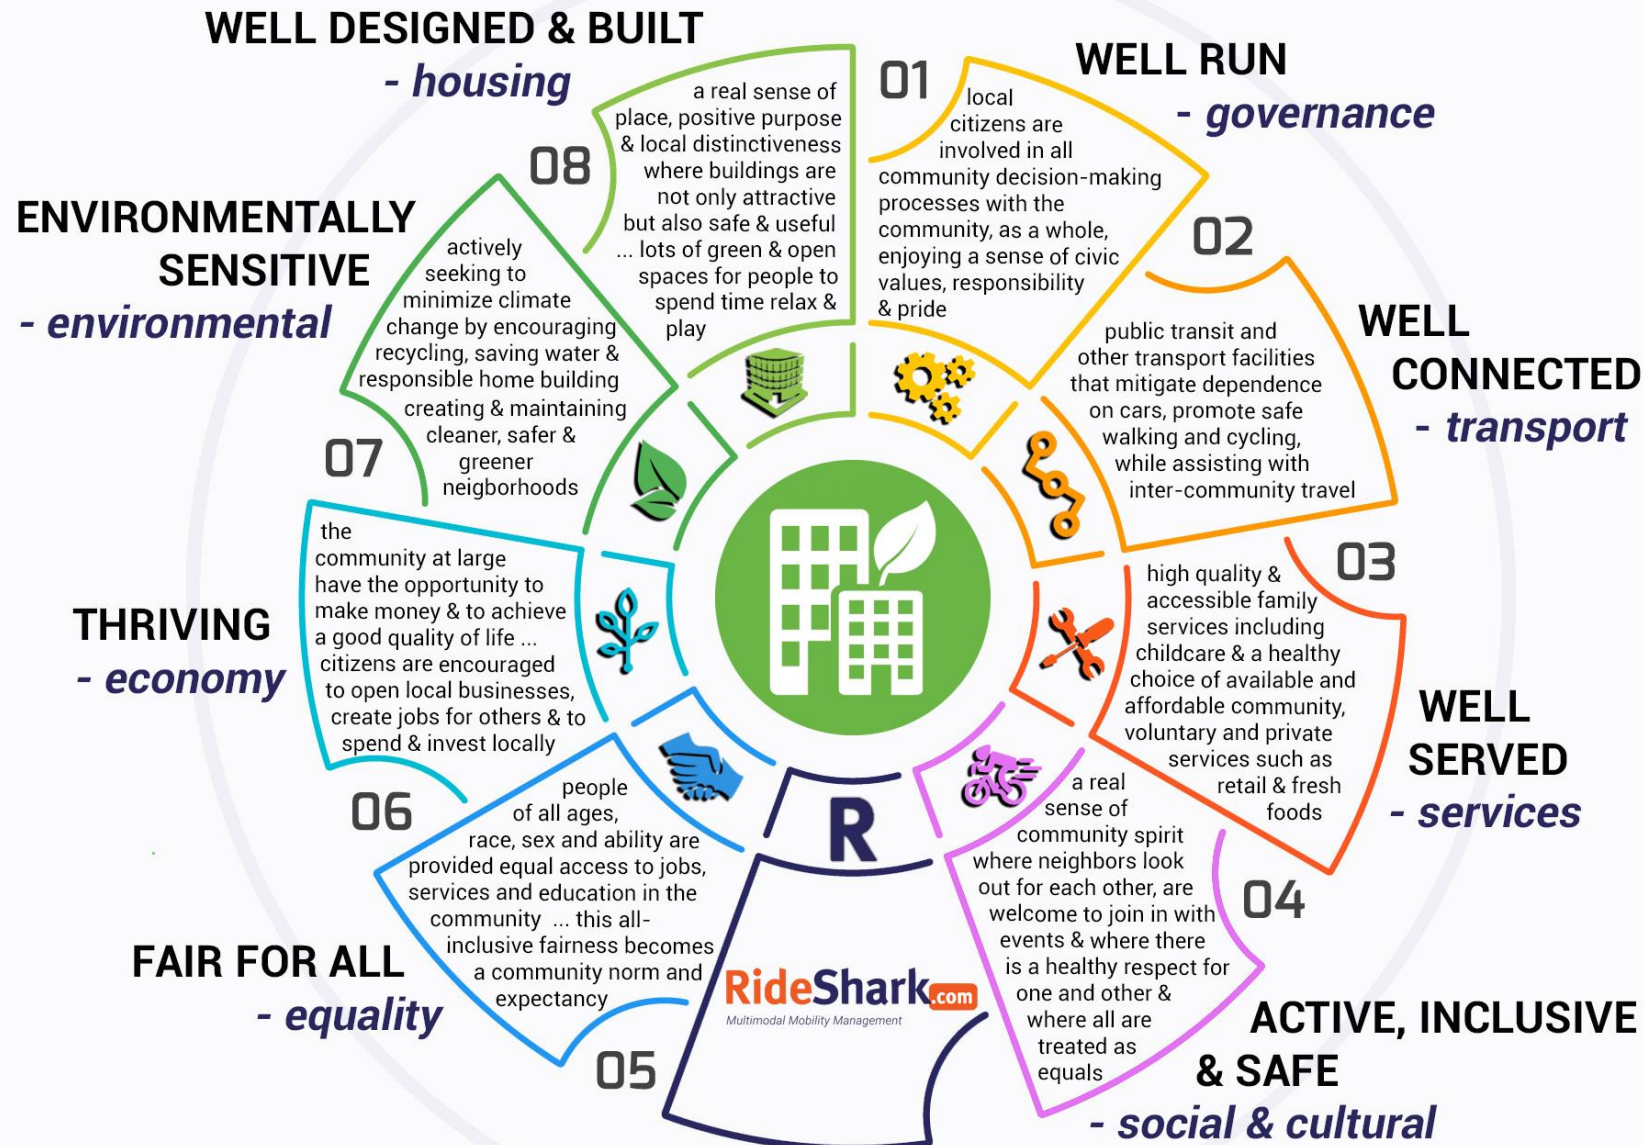 WELL DESIGNED & BUILT
- housing
08
a real sense of
place, positive purpose
& local distinctiveness
where buildings are
not only attractive
but also safe & useful
... lots of green & open
spaces for people to
spend time relax &
play
01
WELL RUN
- governance
local
citizens are
involved in all
community decision-making
processes with the
community, as a whole,
enjoying a sense of civic
values, responsibility
& pride
02
WELL
CONNECTED
- transport
public transit and
other transport facilities
that mitigate dependence
on cars, promote safe
walking and cycling,
while assisting with
inter-community travel
03
WELL
SERVED
- services
high quality &
accessible family
services including
childcare & a healthy
choice of available and
affordable community,
voluntary and private
services such as
retail & fresh
foods
04
ACTIVE, INCLUSIVE
& SAFE
- social & cultural
a real
sense of
community spirit
where neighbors look
out for each other, are
welcome to join in with
events & where there
is a healthy respect for
one and other &
where all are
treated as
equals
R
RideShark.com
Multimodal Mobility Management
05
FAIR FOR ALL
- equality
people
of all ages,
race, sex and ability are
provided equal access to jobs,
services and education in the
community ... this all-
inclusive fairness becomes
a community norm and
expectancy
06
THRIVING
- economy
the
community at large
have the opportunity to
make money & to achieve
a good quality of life ...
citizens are encouraged
to open local businesses,
create jobs for others & to
spend & invest locally
07
ENVIRONMENTALLY
SENSITIVE
- environmental
actively
seeking to
minimize climate
change by encouraging
recycling, saving water &
responsible home building
creating & maintaining
cleaner, safer &
greener
neigborhoods